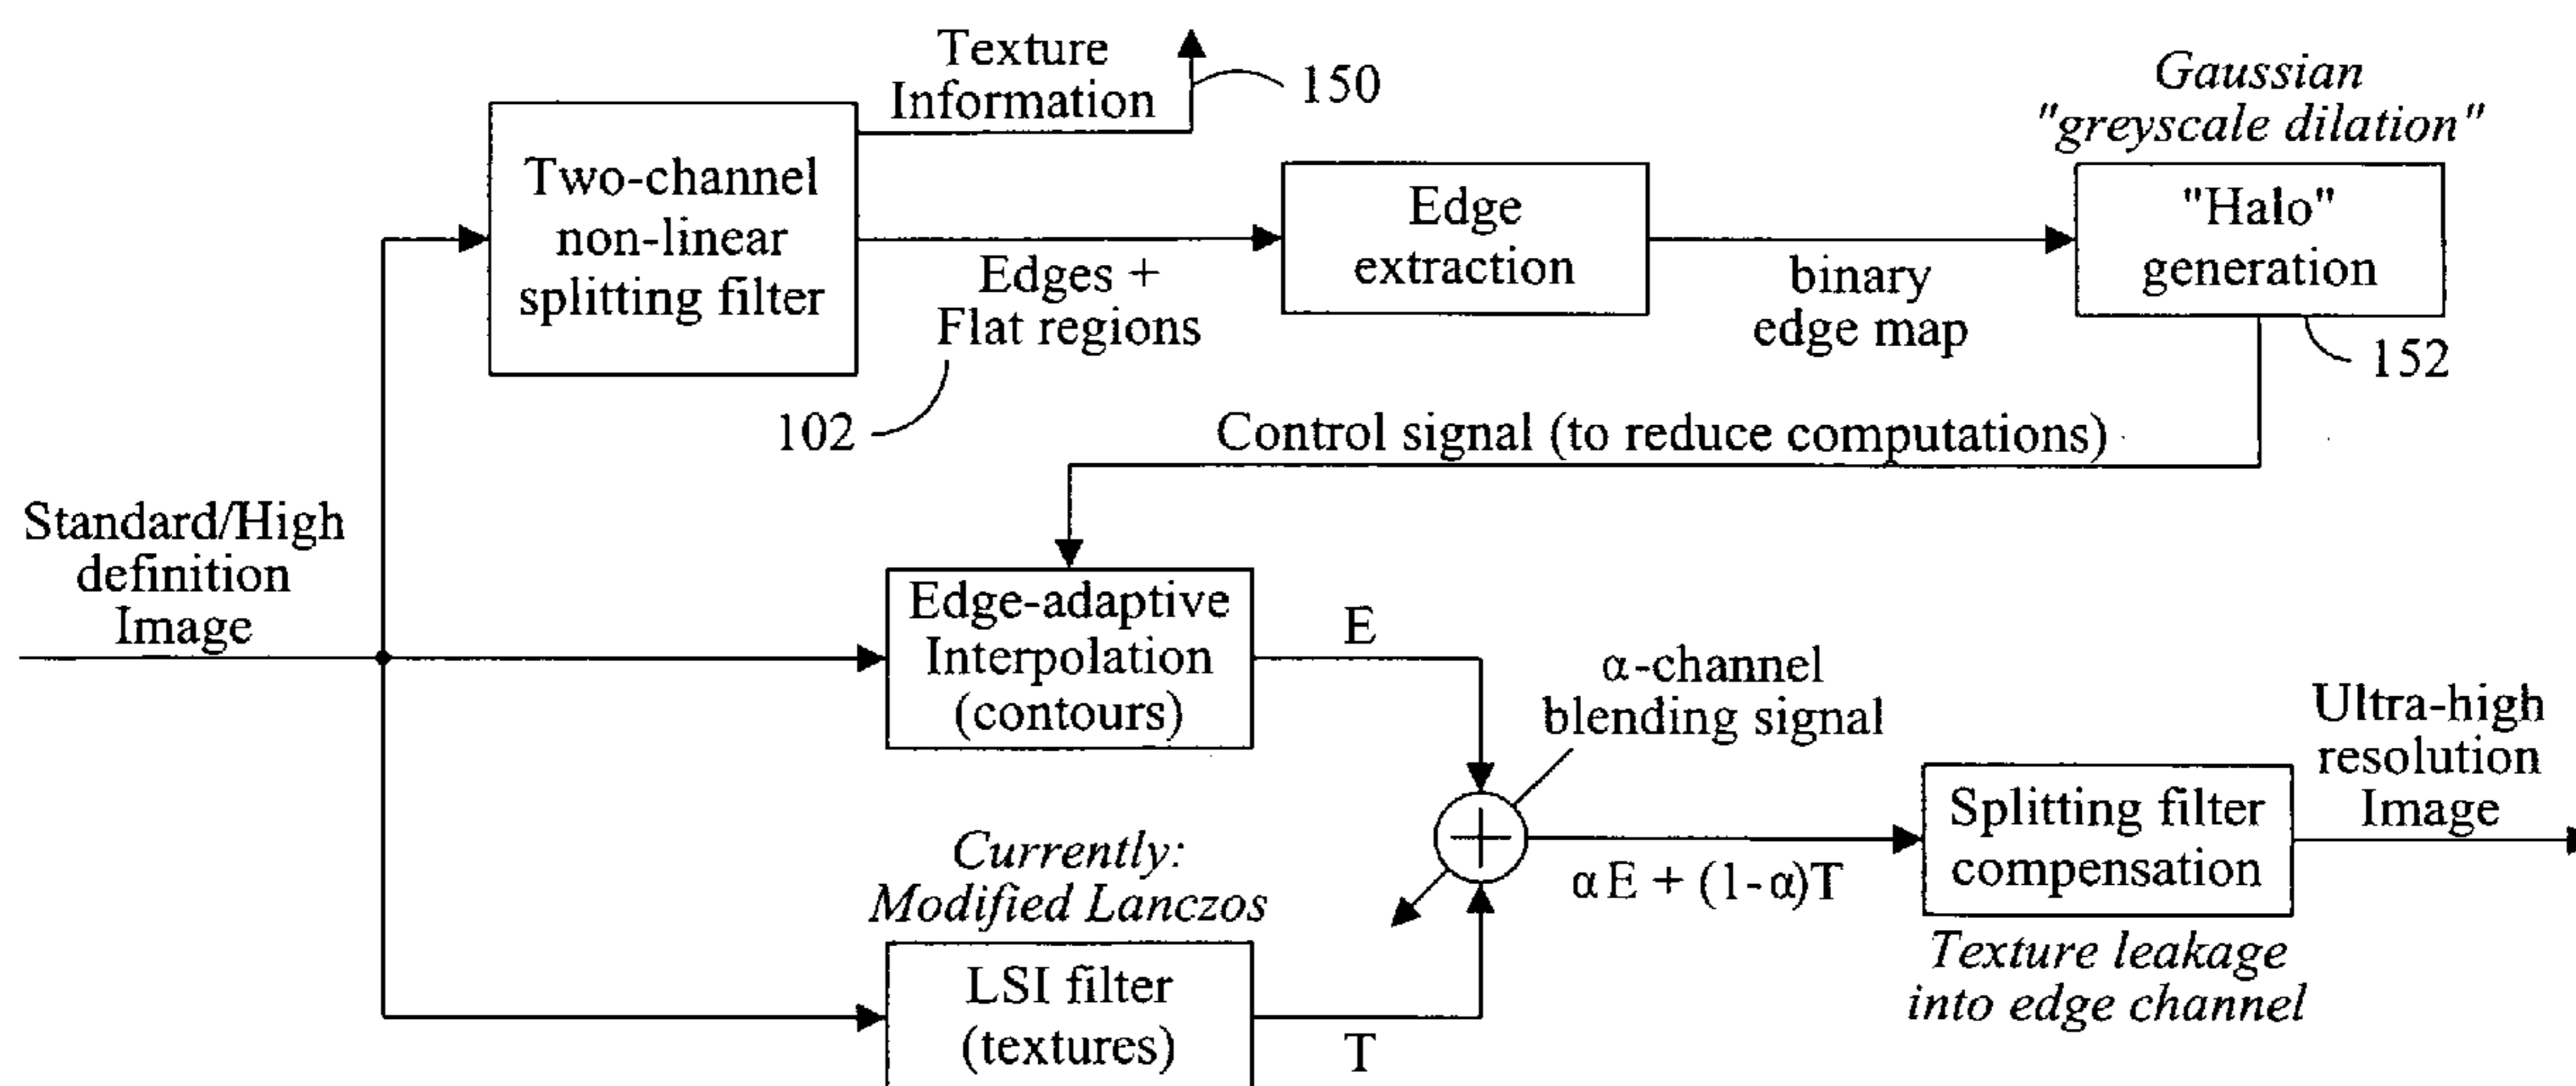 Texture
Information
150
Gaussian
"greyscale dilation"
Two-channel
non-linear
splitting filter
Edge
extraction
"Halo"
generation
Edges +
Flat regions
binary
edge map
152
102
Control signal (to reduce computations)
Standard/High
definition
Image
Edge-adaptive
Interpolation
(contours)
E
α-channel
blending signal
Ultra-high
resolution
Image
Splitting filter
compensation
αE + (1-α)T
Currently:
Modified Lanczos
Texture leakage
into edge channel
LSI filter
(textures)
T